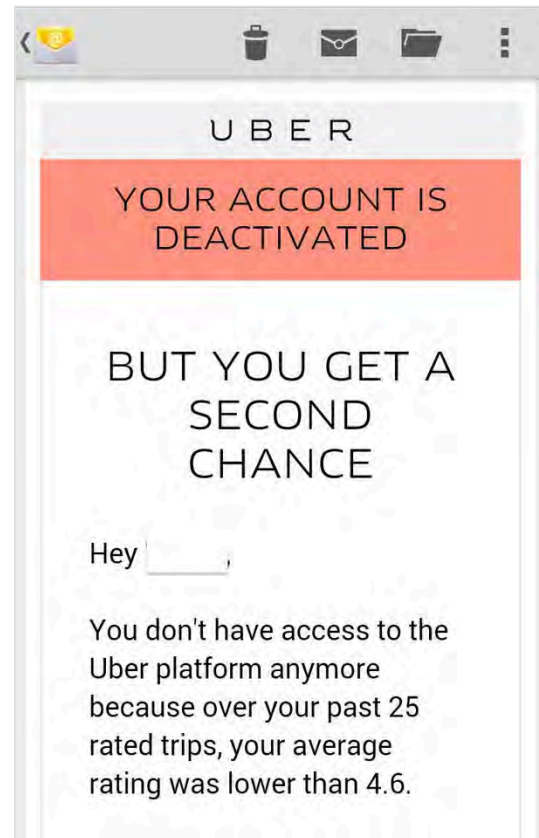 UBER
YOUR ACCOUNT IS
DEACTIVATED
BUT YOU GET A
SECOND
CHANCE
Hey ,
You don't have access to the
Uber platform anymore
because over your past 25
rated trips, your average
rating was lower than 4.6.